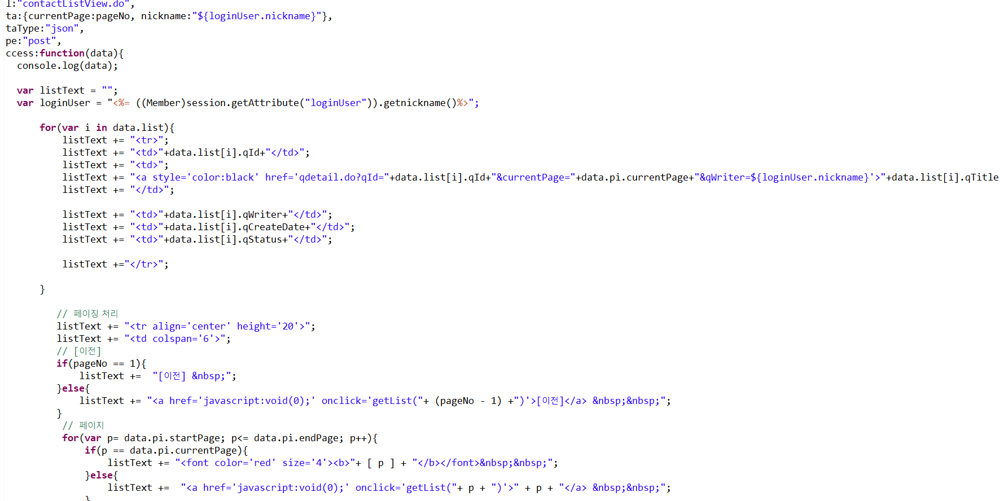 l:"contactListView.do",
ta:{currentPage:pageNo, nickname:"${loginUser.nickname}"},
taType:"json",
pe:"post",
ccess:function(data){
console.log(data);
var listText = "";
var loginUser = "<%= ((Member)session.getAttribute("loginUser")).getnickname()%>";
for(var i in data.list){
listText += "<tr>";
listText += "<td>"+data.list[i].qId+"</td>";
listText += "<td>";
listText += "<a style='color:black' href='qdetail.do?qId="+data.list[i].qId+"&currentPage="+data.pi.currentPage+"&qWriter=${loginUser.nickname}'>"+data.list[i].qTitle
listText += "</td>";
listText += "<td>"+data.list[i].qWriter+"</td>";
listText += "<td>"+data.list[i].qCreateDate+"</td>";
listText += "<td>"+data.list[i].qStatus+"</td>";
listText +="</tr>";
}
// 페이징 처리
listText += "<tr align='center' height='20'>";
listText += "<td colspan='6'>";
// [이전]
if(pageNo == 1){
listText +=  "[이전] &nbsp;";
}else{
listText += "<a href='javascript:void(0);' onclick='getList("+ (pageNo - 1) +")'>[이전]</a> &nbsp;&nbsp;";
}
// 페이지
for(var p= data.pi.startPage; p<= data.pi.endPage; p++){
if(p == data.pi.currentPage){
listText += "<font color='red' size='4'><b>"+ [ p ] + "</b></font>&nbsp;&nbsp;";
}else{
listText +=  "<a href='javascript:void(0);' onclick='getList("+ p + ")'>" + p + "</a> &nbsp;&nbsp;";
}